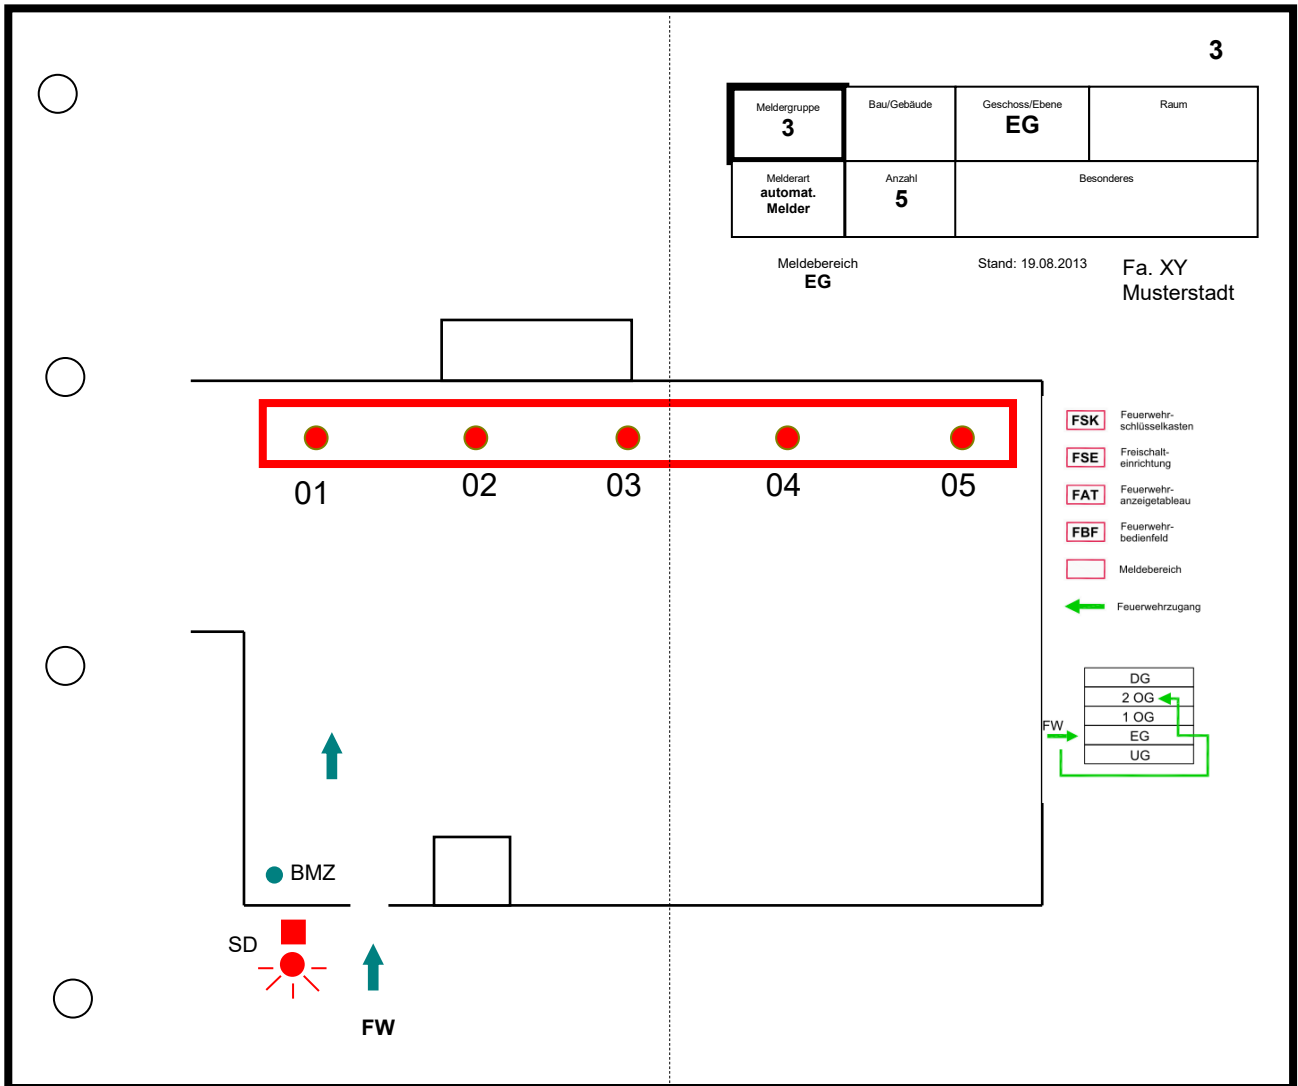 3
Meldergruppe
3
Bau/Gebäude
Geschoss/Ebene
EG
Raum
Melderart
automat.
Melder
Anzahl
5
Besonderes
Meldebereich
EG
Stand: 19.08.2013
Fa. XY
Musterstadt
01
02
03
04
05
FSK
Feuerwehr-
schlüsselkasten
FSE
Freischalt-
einrichtung
FAT
Feuerwehr-
anzeigetableau
FBF
Feuerwehr-
bedienfeld
Meldebereich
Feuerwehrzugang
DG
2 OG
1 OG
FW
EG
UG
BMZ
SD
FW